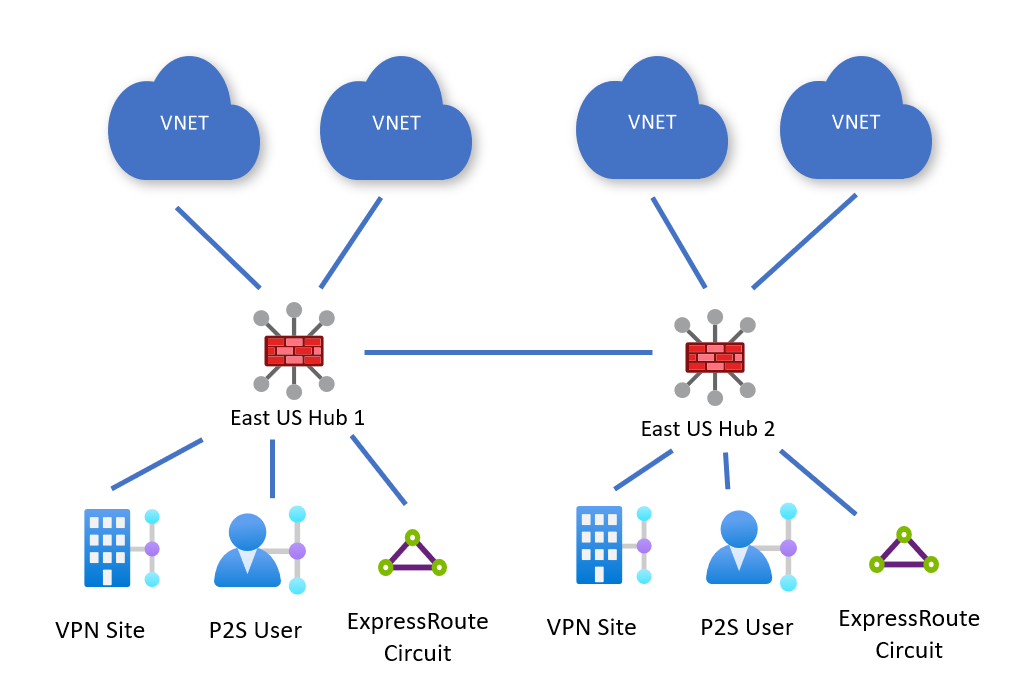 VNET
VNET
VNET
VNET
East US Hub 1
East US Hub 2
VPN Site
P2S User
ExpressRoute
Circuit
VPN Site
P2S User
ExpressRoute
Circuit